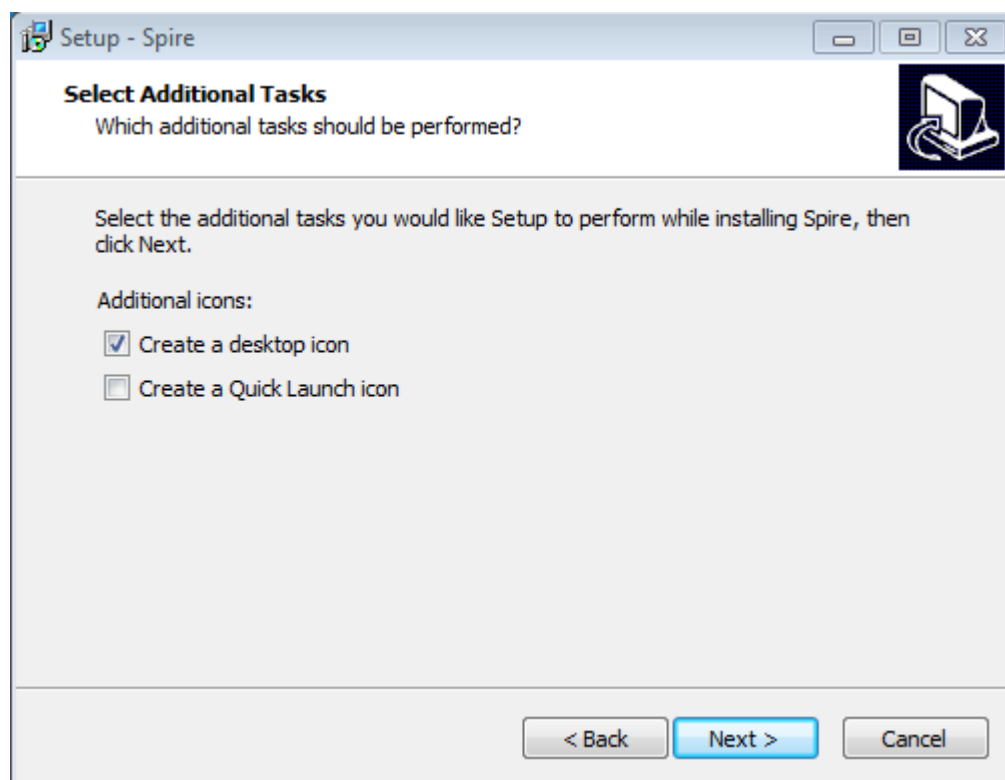 Setup - Spire
Select Additional Tasks
Which additional tasks should be performed?
Select the additional tasks you would like Setup to perform while installing Spire, then
click Next.
Additional icons:
Create a desktop icon
Create a Quick Launch icon
< Back Next > Cancel